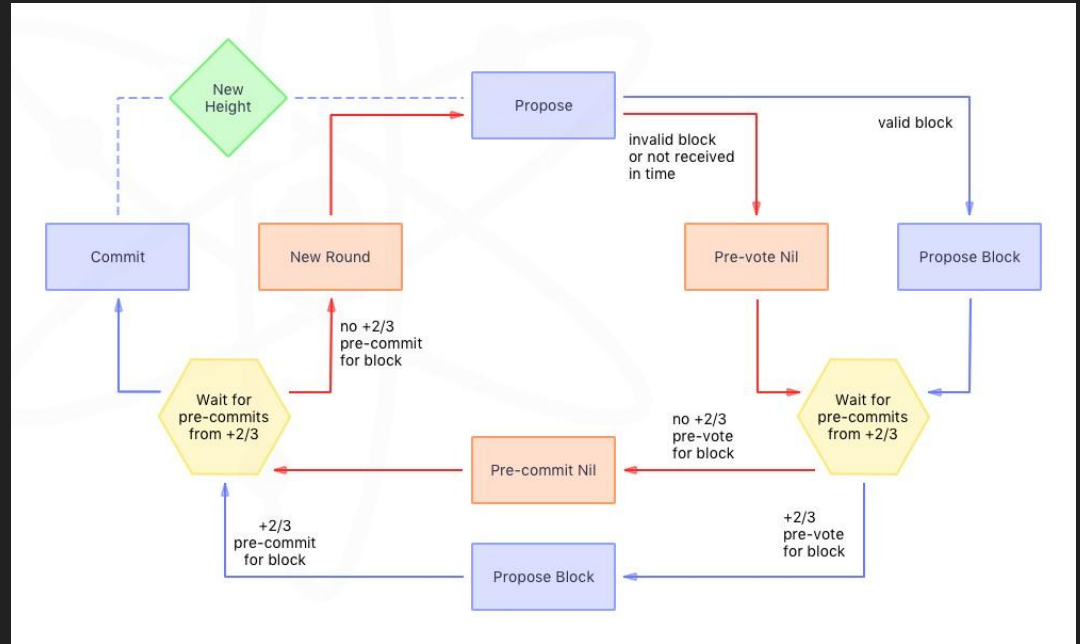 New
Height
Propose
valid block
invalid block
or not received
in time
Commit
New Round
Pre-vote Nil
Propose Block
no +2/3
pre-commit
for block
Wait for
pre-commits
from +2/3
Wait for
pre-commits
from +2/3
no +2/3
pre-vote
for block
Pre-commit Nil
+2/3
pre-commit
for block
+2/3
pre-vote
for block
Propose Block